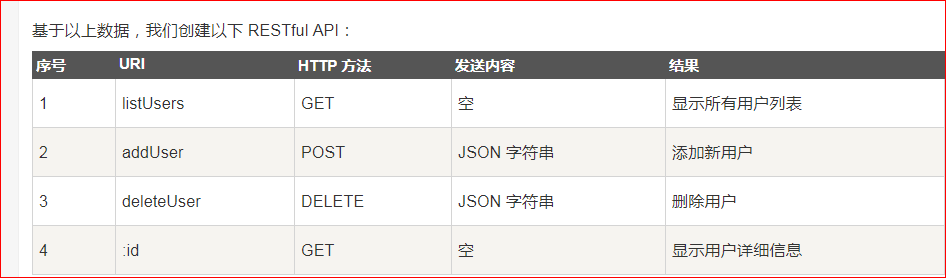 基于以上数据，我们创建以下 RESTful API：
序号 URI HTTP 方法 发送内容 结果
1 listUsers GET 空 显示所有用户列表
2 addUser POST JSON 字符串 添加新用户
3 deleteUser DELETE JSON 字符串 删除用户
4 :id GET 空 显示用户详细信息